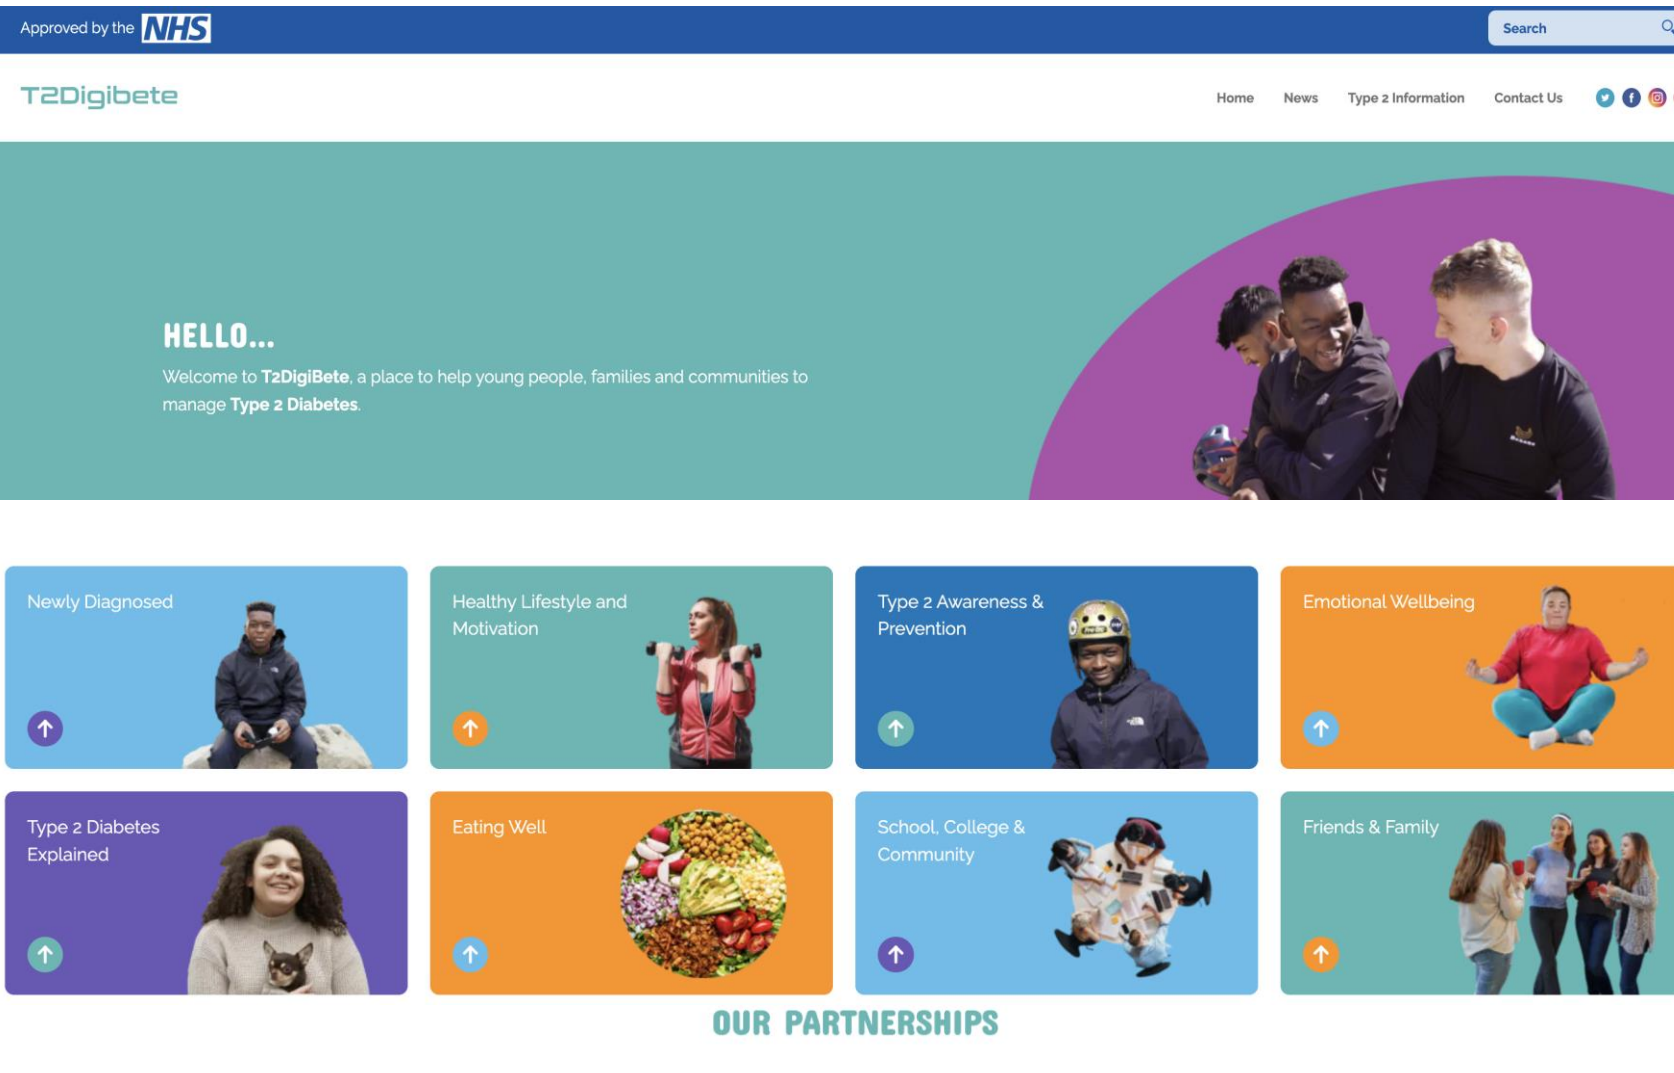 Approved by the NHS
Search
T2Digibete
Home News Type 2 Information Contact Us
HELLO...
Welcome to T2DigiBete, a place to help young people, families and communities to
manage Type 2 Diabetes.
Newly Diagnosed
Healthy Lifestyle and
Motivation
Type 2 Awareness &
Prevention
Emotional Wellbeing
Type 2 Diabetes
Explained
Eating Well
School, College &
Community
Friends & Family
OUR PARTNERSHIPS